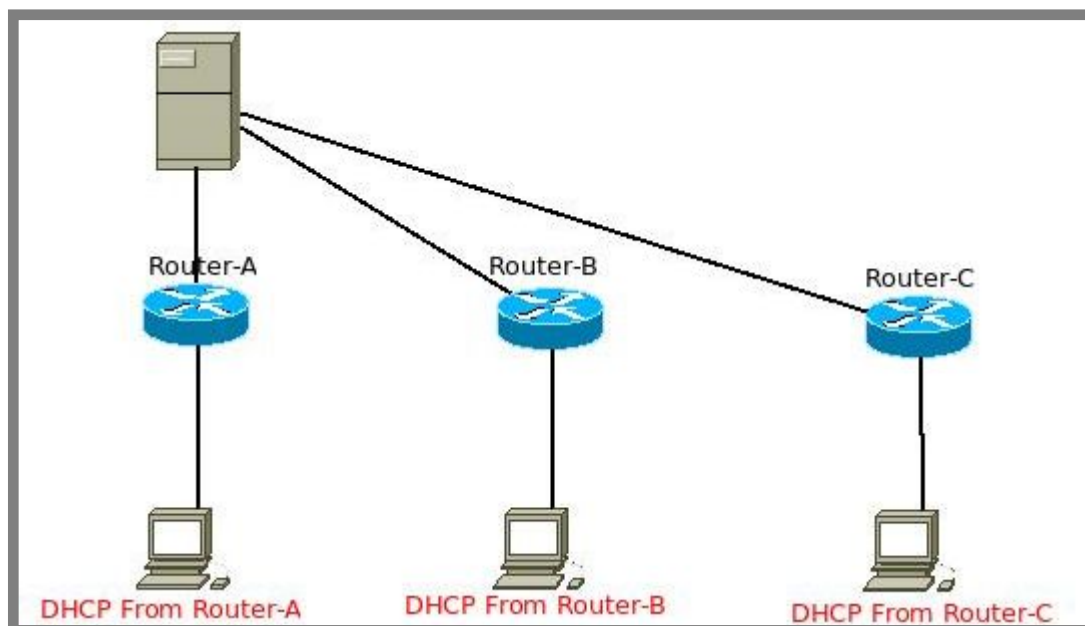 Router-A
Router-B
Router-C
DHCP From Router-A
DHCP From Router-B
DHCP From Router-C